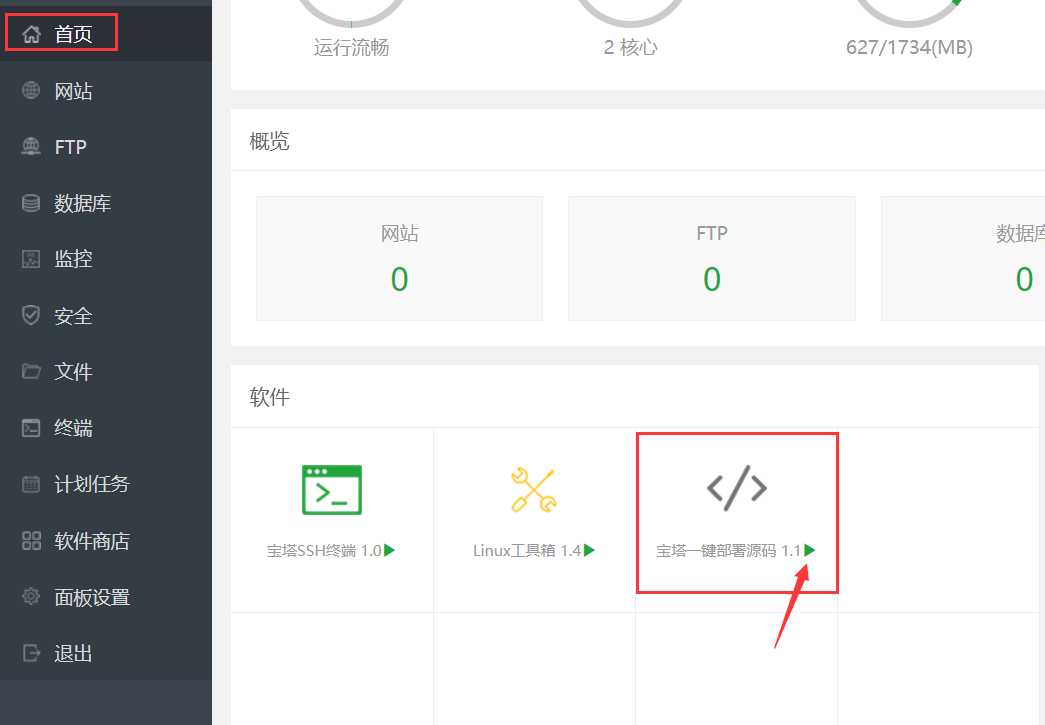 首页
网站
FTP
数据库
监控
安全
文件
终端
计划任务
软件商店
面板设置
退出
运行流畅
2 核心
627/1734(MB)
概览
网站
FTP
数据库
0
0
0
软件
宝塔SSH终端 1.0
Linux工具箱 1.4
宝塔一键部署源码 1.1